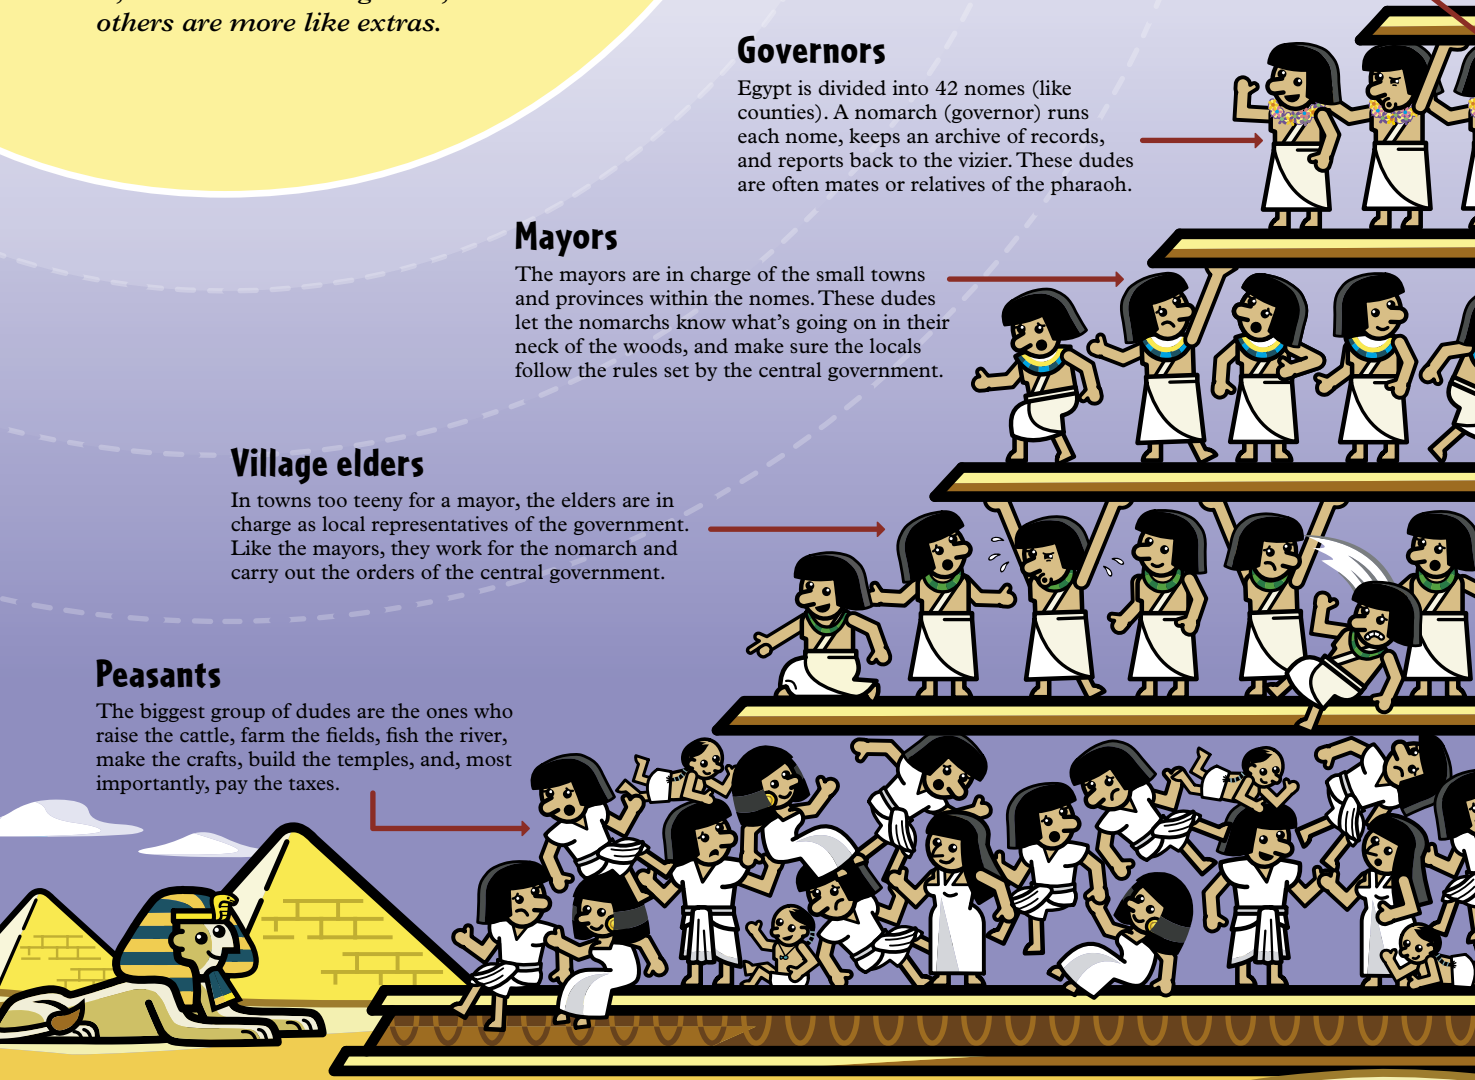 others are more like extras.
Governors
Egypt is divided into 42 nomes (like
counties). A nomarch (governor) runs
each nome, keeps an archive of records,
and reports back to the vizier. These dudes
are often mates or relatives of the pharaoh.
Mayors
The mayors are in charge of the small towns
and provinces within the nomes. These dudes
let the nomarchs know what’s going on in their
neck of the woods, and make sure the locals
follow the rules set by the central government.
Village elders
In towns too teeny for a mayor, the elders are in
charge as local representatives of the government.
Like the mayors, they work for the nomarch and
carry out the orders of the central government.
Peasants
The biggest group of dudes are the ones who
raise the cattle, farm the fields, fish the river,
make the crafts, build the temples, and, most
importantly, pay the taxes.